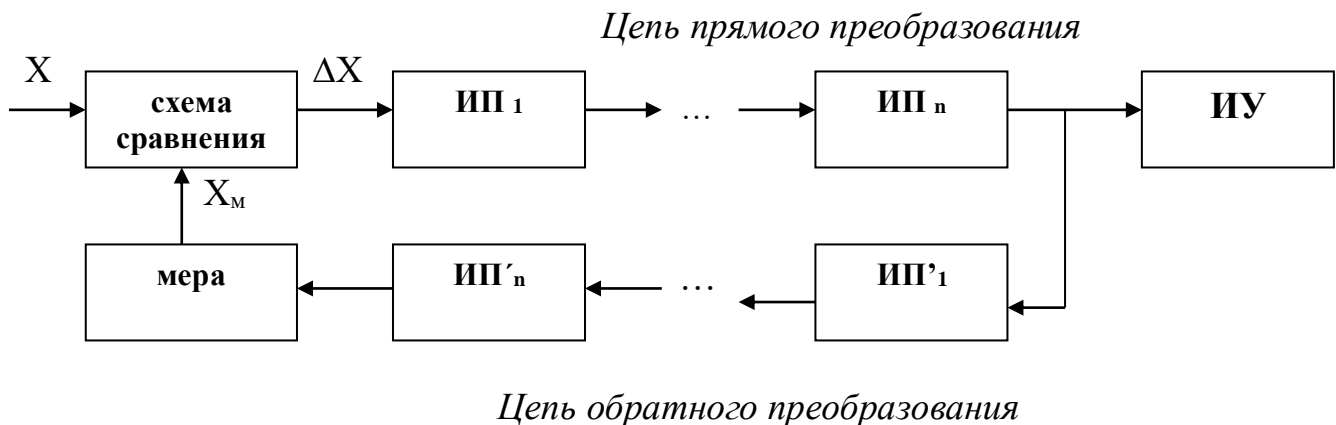 Цепь прямого преобразования
X
схема
сравнения
ΔX
ИП 1
...
ИП n
ИУ
Xм
мера
ИП´n
...
ИП’1
Цепь обратного преобразования